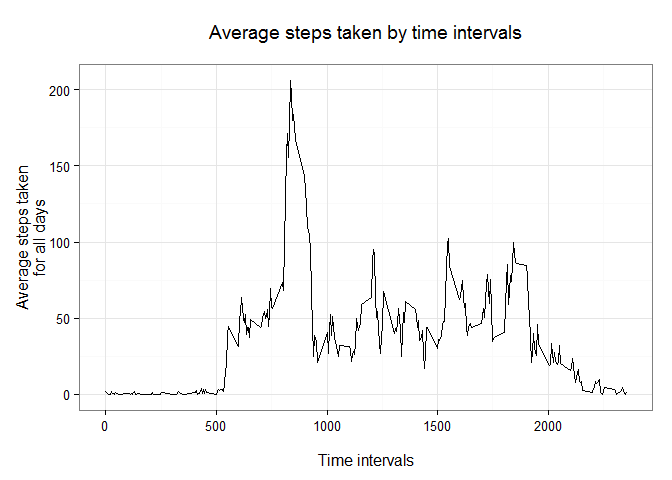 Average steps taken by time intervals
Average steps taken
for all days
200
150
100
50
0
0
500
1000
1500
2000
Time intervals